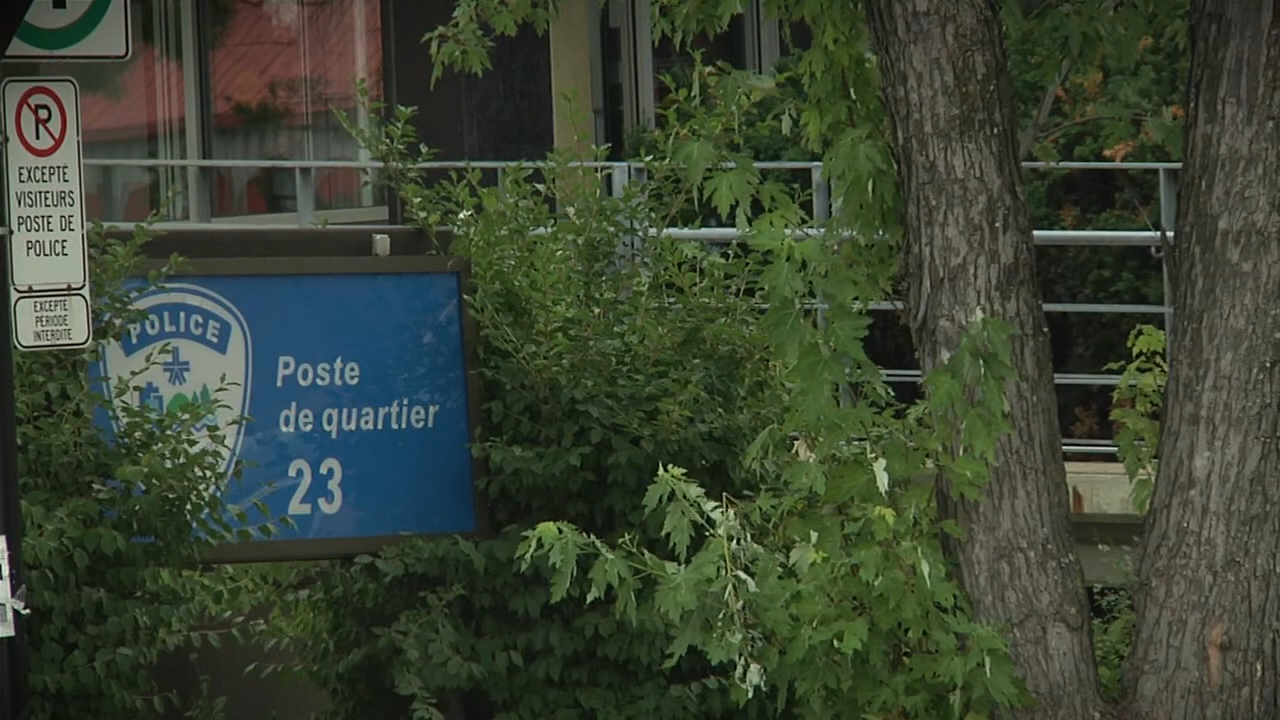 P
EXCEPTÉ
VISITEURS
POSTE DE
POLICE
EXCEPTÉ
PÉRIODE
INTERDITE
POLICE
Poste
de quartier
23